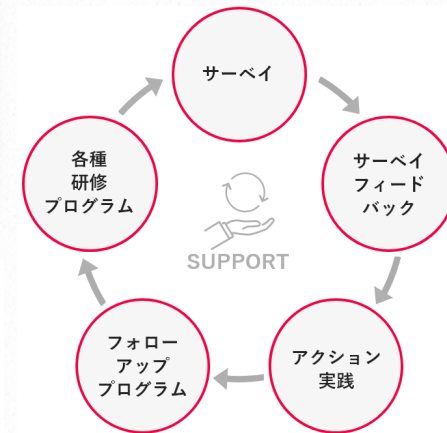 サーベイ
サーベイ
フィード
バック
アクション
実践
フォロー
アップ
プログラム
各種
研修
プログラム
SUPPORT